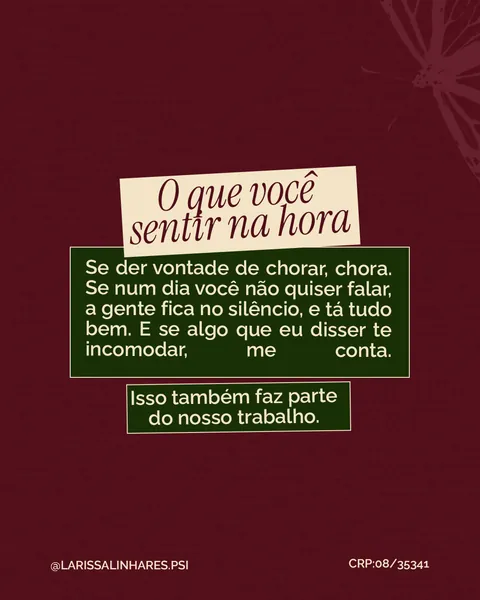 O que você
sentir na hora
Se der vontade de chorar, chora.
Se num dia você não quiser falar,
a gente fica no silêncio, e tá tudo
bem. E se algo que eu disser te
incomodar, me conta.
Isso também faz parte
do nosso trabalho.
@LARISSALINHARES.PSI
CRP:08/35341